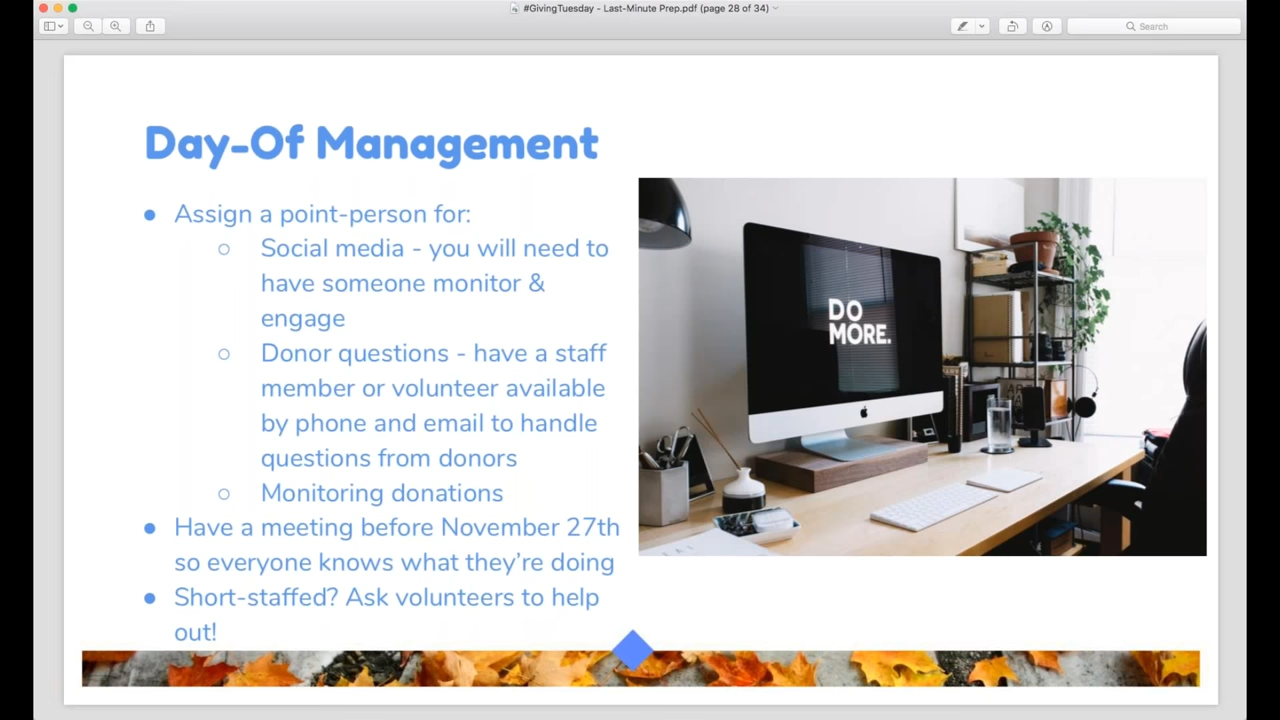 #GivingTuesday - Last-Minute Prep.pdf (page 28 of 34)
Search
Day-Of Management
● Assign a point-person for:
○ Social media - you will need to
have someone monitor &
engage
○ Donor questions - have a staff
member or volunteer available
by phone and email to handle
questions from donors
○ Monitoring donations
● Have a meeting before November 27th
so everyone knows what they’re doing
● Short-staffed? Ask volunteers to help
out!
DO
MORE.